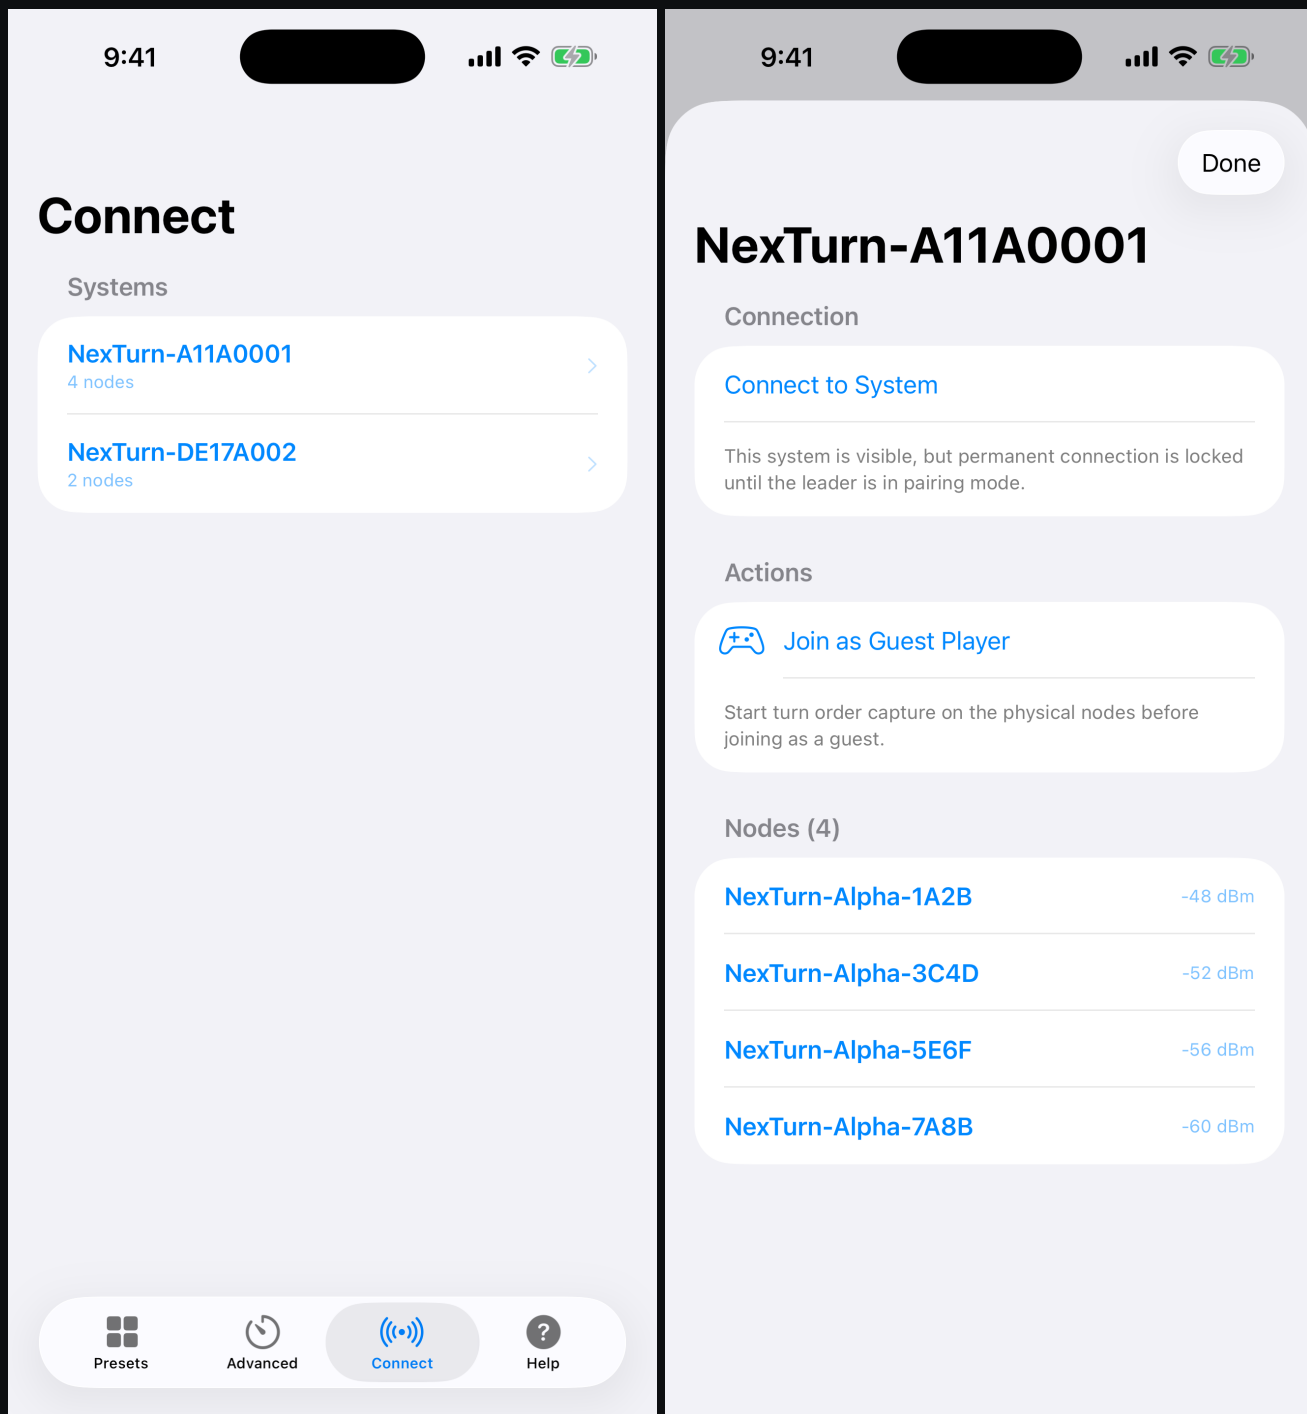 9:41
Connect
Systems
NexTurn-A11A0001
4 nodes
NexTurn-DE17A002
2 nodes
Presets
Advanced
Connect
Help
9:41
Done
NexTurn-A11A0001
Connection
Connect to System
This system is visible, but permanent connection is locked
until the leader is in pairing mode.
Actions
Join as Guest Player
Start turn order capture on the physical nodes before
joining as a guest.
Nodes (4)
NexTurn-Alpha-1A2B -48 dBm
NexTurn-Alpha-3C4D -52 dBm
NexTurn-Alpha-5E6F -56 dBm
NexTurn-Alpha-7A8B -60 dBm